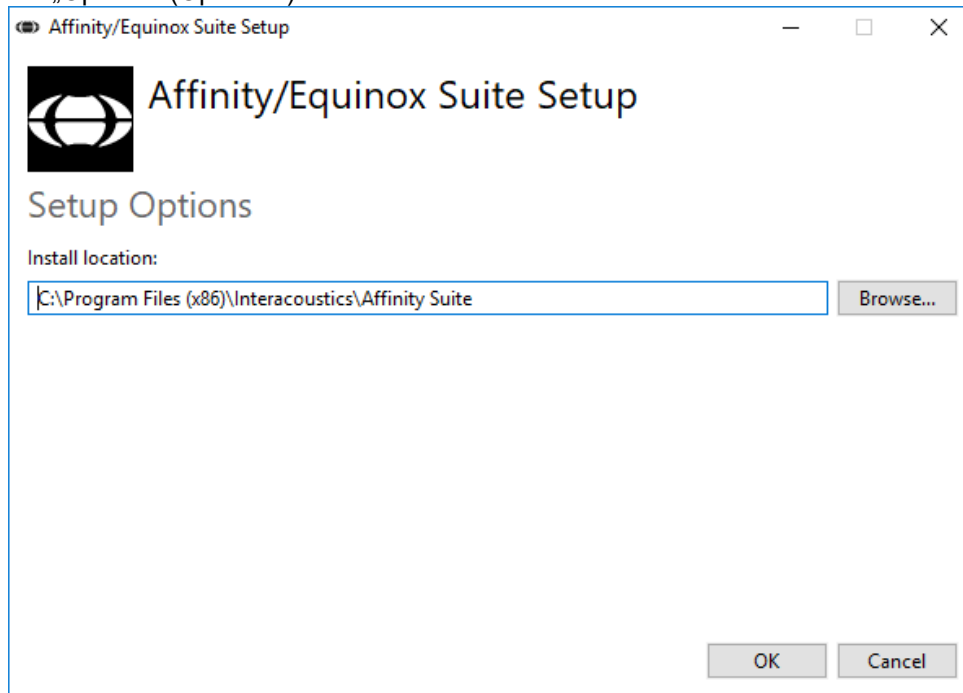 Affinity/Equinox Suite Setup
Affinity/Equinox Suite Setup
Setup Options
Install location:
C:\Program Files (x86)\Interacoustics\Affinity Suite
Browse...
OK
Cancel